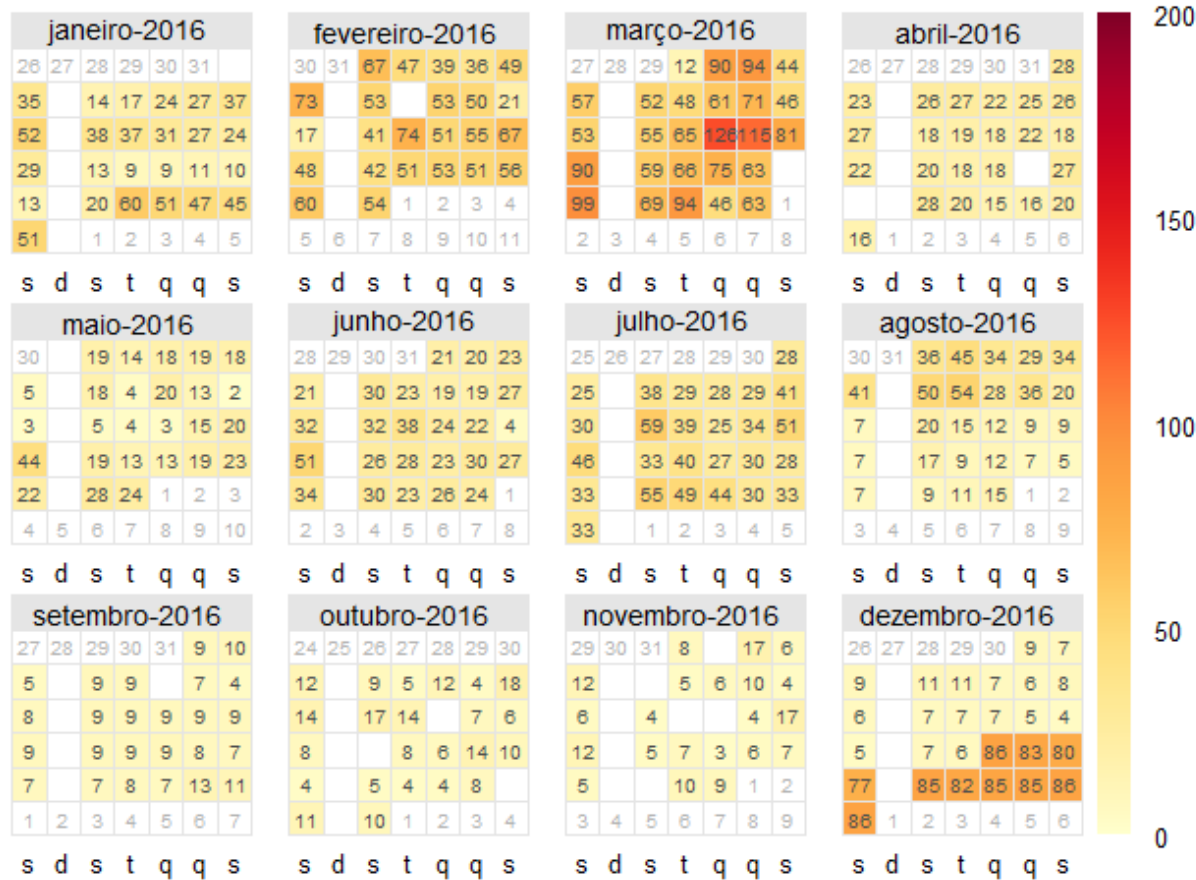 janeiro-2016 fevereiro-2016 março-2016 abril-2016 200
26 27 28 29 30 31 30 31 67 47 39 36 49 27 28 29 12 90 94 44 26 27 28 29 30 31 28
35 14 17 24 27 37 73 53 53 50 21 57 52 48 61 71 46 23 26 27 22 25 26
52 38 37 31 27 24 17 41 74 51 55 67 53 55 65 126 115 81 27 18 19 18 22 18
29 13 9 9 11 10 48 42 51 53 51 56 90 59 66 75 63 22 20 18 18 27
13 20 60 51 47 45 60 54 1 2 3 4 99 69 94 46 63 1 28 20 15 16 20
150
51 1 2 3 4 5 5 6 7 8 9 10 11 2 3 4 5 6 7 8 16 1 2 3 4 5 6
s d s t q q s s d s t q q s s d s t q q s s d s t q q s
maio-2016 junho-2016 julho-2016 agosto-2016
30 19 14 18 19 18 28 29 30 31 21 20 23 25 26 27 28 29 30 28 30 31 36 45 34 29 34
5 18 4 20 13 2 21 30 23 19 19 27 25 38 29 28 29 41 41 50 54 28 36 20
100
3 5 4 3 15 20 32 32 38 24 22 4 30 59 39 25 34 51 7 20 15 12 9 9
44 19 13 13 19 23 51 26 28 23 30 27 46 33 40 27 30 28 7 17 9 12 7 5
22 28 24 1 2 3 34 30 23 26 24 1 33 55 49 44 30 33 7 9 11 15 1 2
4 5 6 7 8 9 10 2 3 4 5 6 7 8 33 1 2 3 4 5 3 4 5 6 7 8 9
s d s t q q s s d s t q q s s d s t q q s s d s t q q s
setembro-2016 outubro-2016 novembro-2016 dezembro-2016 50
27 28 29 30 31 9 10 24 25 26 27 28 29 30 29 30 31 8 17 6 26 27 28 29 30 9 7
5 9 9 7 4 12 9 5 12 4 18 12 5 6 10 4 9 11 11 7 6 8
8 9 9 9 9 9 14 17 14 7 6 6 4 4 17 6 7 7 7 5 4
9 9 9 9 8 7 8 8 6 14 10 12 5 7 3 6 7 5 7 6 86 83 80
7 7 8 7 13 11 4 5 4 4 8 5 10 9 1 2 77 85 82 85 85 86
1 2 3 4 5 6 7 11 10 1 2 3 4 3 4 5 6 7 8 9 86 1 2 3 4 5 6 0
s d s t q q s s d s t q q s s d s t q q s s d s t q q s